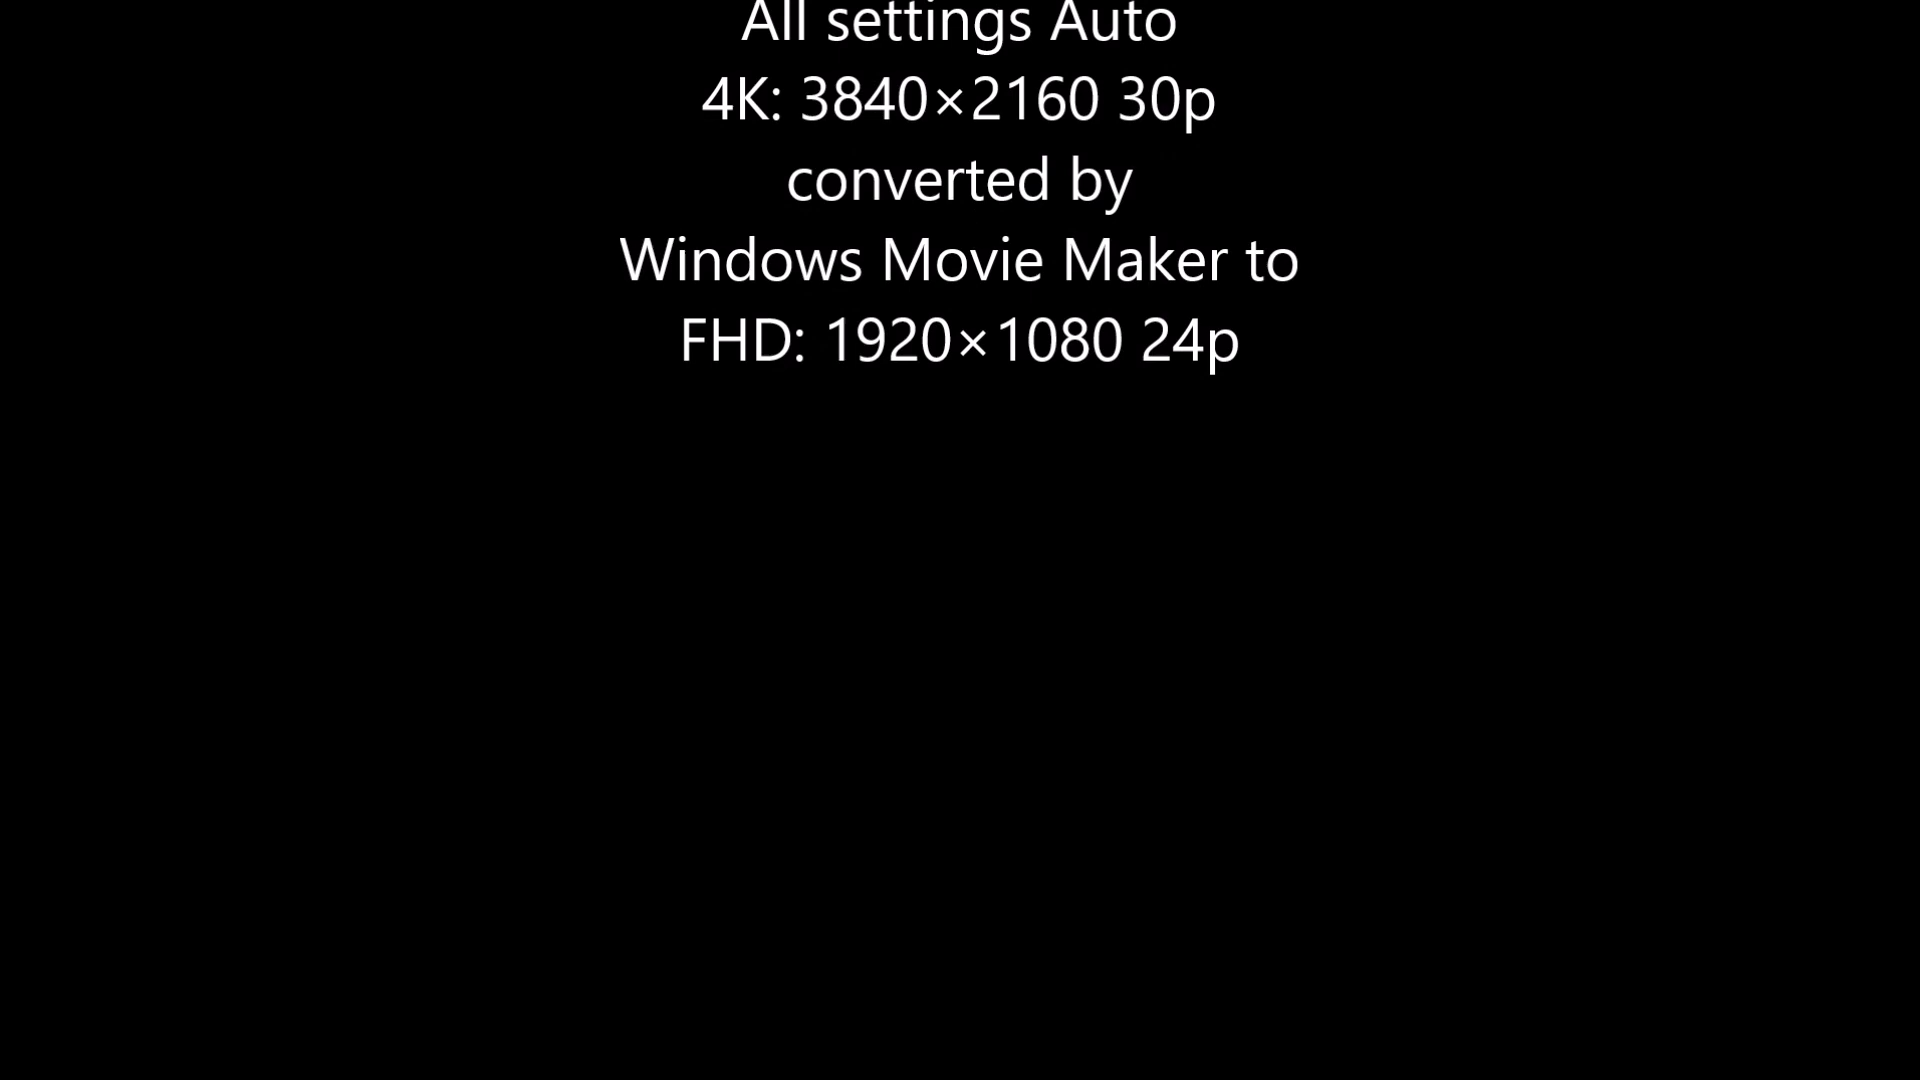 All settings Auto
4K: 3840×2160 30p
converted by
Windows Movie Maker to
FHD: 1920×1080 24p